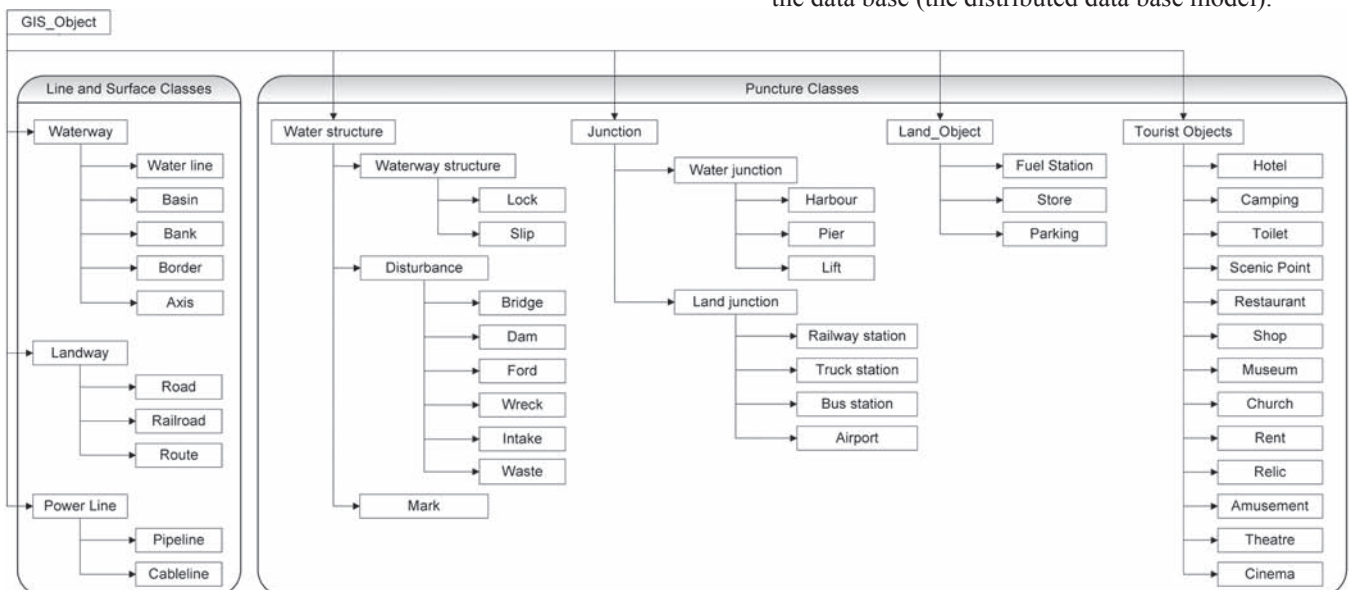 the data base (the distributed data base model).
GIS_Object
Line and Surface Classes
Waterway
Water line
Basin
Bank
Border
Axis
Landway
Road
Railroad
Route
Power Line
Pipeline
Cableline
Puncture Classes
Water structure
Waterway structure
Lock
Slip
Disturbance
Bridge
Dam
Ford
Wreck
Intake
Waste
Mark
Junction
Water junction
Harbour
Pier
Lift
Land junction
Railway station
Truck station
Bus station
Airport
Land_Object
Fuel Station
Store
Parking
Tourist Objects
Hotel
Camping
Toilet
Scenic Point
Restaurant
Shop
Museum
Church
Rent
Relic
Amusement
Theatre
Cinema